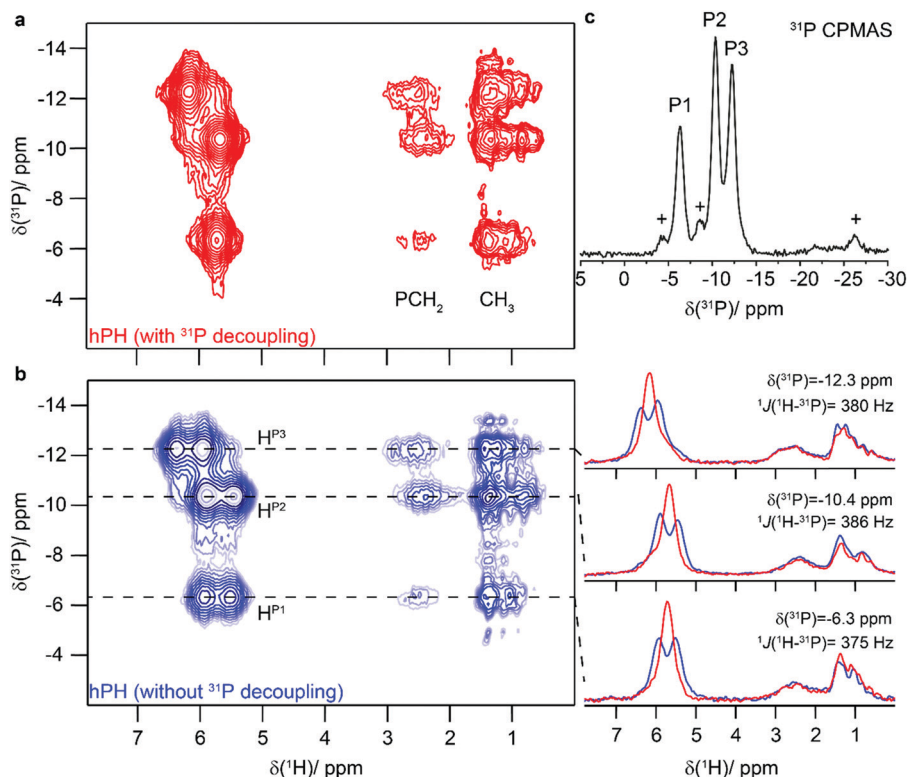 a
-14
-12
-10
-8
-6
-4
δ(³¹P)/ ppm
PCH₂
CH₃
hPH (with ³¹P decoupling)
c
³¹P CPMAS
P2
P3
P1
+
+
+
5
0
-5
-10
-15
-20
-25
-30
δ(³¹P)/ ppm
b
-14
-12
-10
-8
-6
-4
δ(³¹P)/ ppm
Hᴾ³
Hᴾ²
Hᴾ¹
hPH (without ³¹P decoupling)
7
6
5
4
3
2
1
δ(¹H)/ ppm
δ(³¹P)=-12.3 ppm
¹J(¹H-³¹P)= 380 Hz
δ(³¹P)=-10.4 ppm
¹J(¹H-³¹P)= 386 Hz
δ(³¹P)=-6.3 ppm
¹J(¹H-³¹P)= 375 Hz
7
6
5
4
3
2
1
δ(¹H)/ ppm